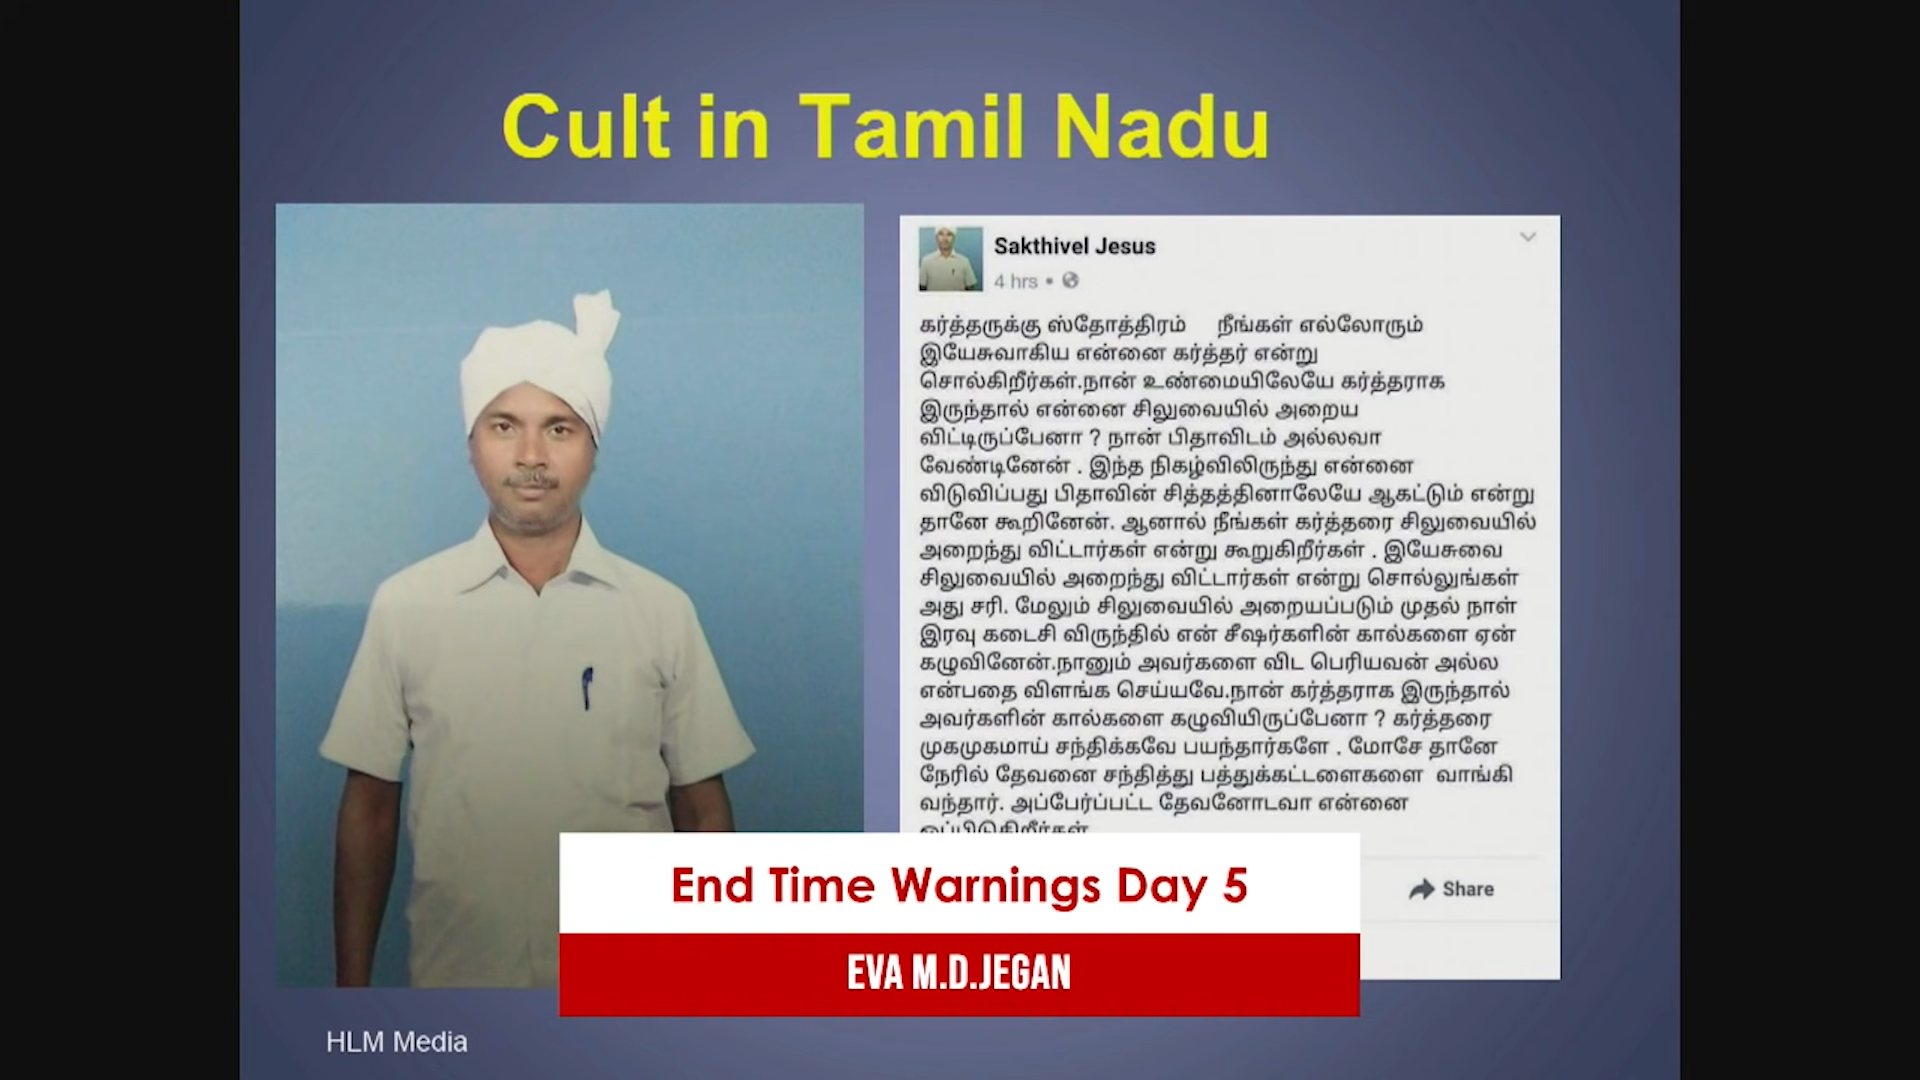 Cult in Tamil Nadu
Sakthivel Jesus
4 hrs •
கர்த்தருக்கு ஸ்தோத்திரம் நீங்கள் எல்லோரும்
இயேசுவாகிய என்னை கர்த்தர் என்று
சொல்கிறீர்கள்.நான் உண்மையிலேயே கர்த்தராக
இருந்தால் என்னை சிலுவையில் அறைய
விட்டிருப்பேனா ? நான் பிதாவிடம் அல்லவா
வேண்டினேன் . இந்த நிகழ்விலிருந்து என்னை
விடுவிப்பது பிதாவின் சித்தத்தினாலேயே ஆகட்டும் என்று
தானே கூறினேன். ஆனால் நீங்கள் கர்த்தரை சிலுவையில்
அறைந்து விட்டார்கள் என்று கூறுகிறீர்கள் . இயேசுவை
சிலுவையில் அறைந்து விட்டார்கள் என்று சொல்லுங்கள்
அது சரி. மேலும் சிலுவையில் அறையப்படும் முதல் நாள்
இரவு கடைசி விருந்தில் என் சீஷர்களின் கால்களை ஏன்
கழுவினேன்.நானும் அவர்களை விட பெரியவன் அல்ல
என்பதை விளங்க செய்யவே.நான் கர்த்தராக இருந்தால்
அவர்களின் கால்களை கழுவியிருப்பேனா ? கர்த்தரை
முகமுகமாய் சந்திக்கவே பயந்தார்களே . மோசே தானே
நேரில் தேவனை சந்தித்து பத்துக்கட்டளைகளை வாங்கி
வந்தார். அப்பேர்ப்பட்ட தேவனோடவா என்னை
ஒப்பிடுகிறீர்கள்
Share
End Time Warnings Day 5
EVA M.D.JEGAN
HLM Media